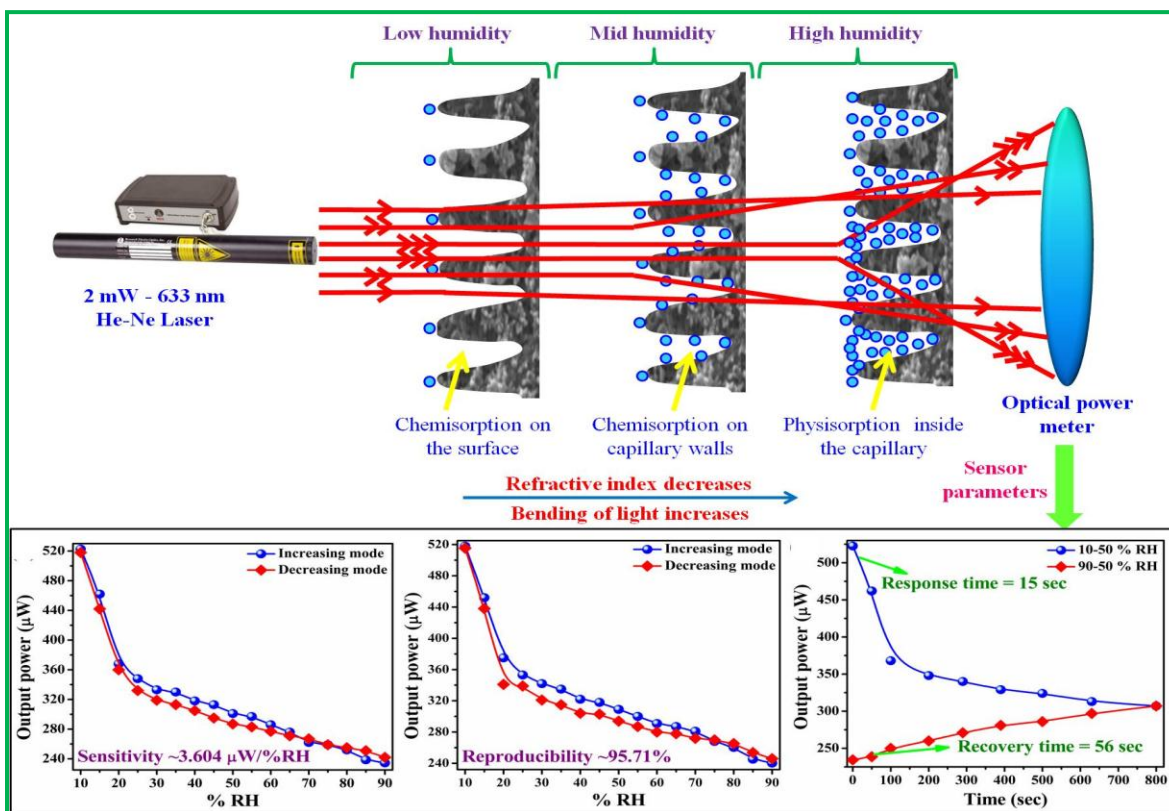 Low humidity
Mid humidity
High humidity
2 mW - 633 nm
He-Ne Laser
Chemisorption on
the surface
Chemisorption on
capillary walls
Physisorption inside
the capillary
Optical power
meter
Refractive index decreases
Bending of light increases
Sensor
parameters
Output power (μW)
520
480
440
400
360
320
280
240
Increasing mode
Decreasing mode
Sensitivity ~3.604 μW/%RH
10 20 30 40 50 60 70 80 90
% RH
Output power (μW)
520
480
440
400
360
320
280
240
Increasing mode
Decreasing mode
Reproducibility ~95.71%
10 20 30 40 50 60 70 80 90
% RH
Output power (μW)
500
450
400
350
300
250
10-50 % RH
90-50 % RH
Response time = 15 sec
Recovery time = 56 sec
0 100 200 300 400 500 600 700 800
Time (sec)